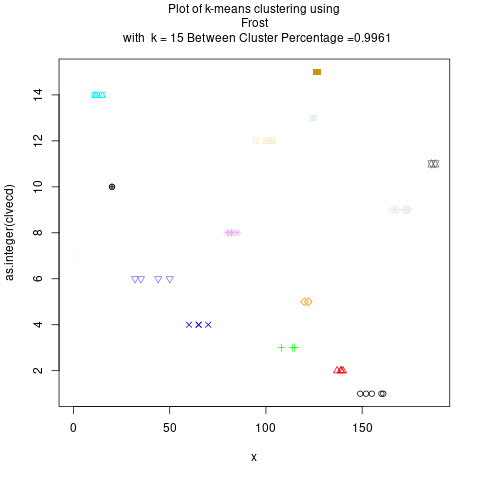 Plot of k-means clustering using
Frost
with k = 15 Between Cluster Percentage =0.9961
as.integer(clvecd)
14
12
10
8
6
4
2
0
50
100
150
x